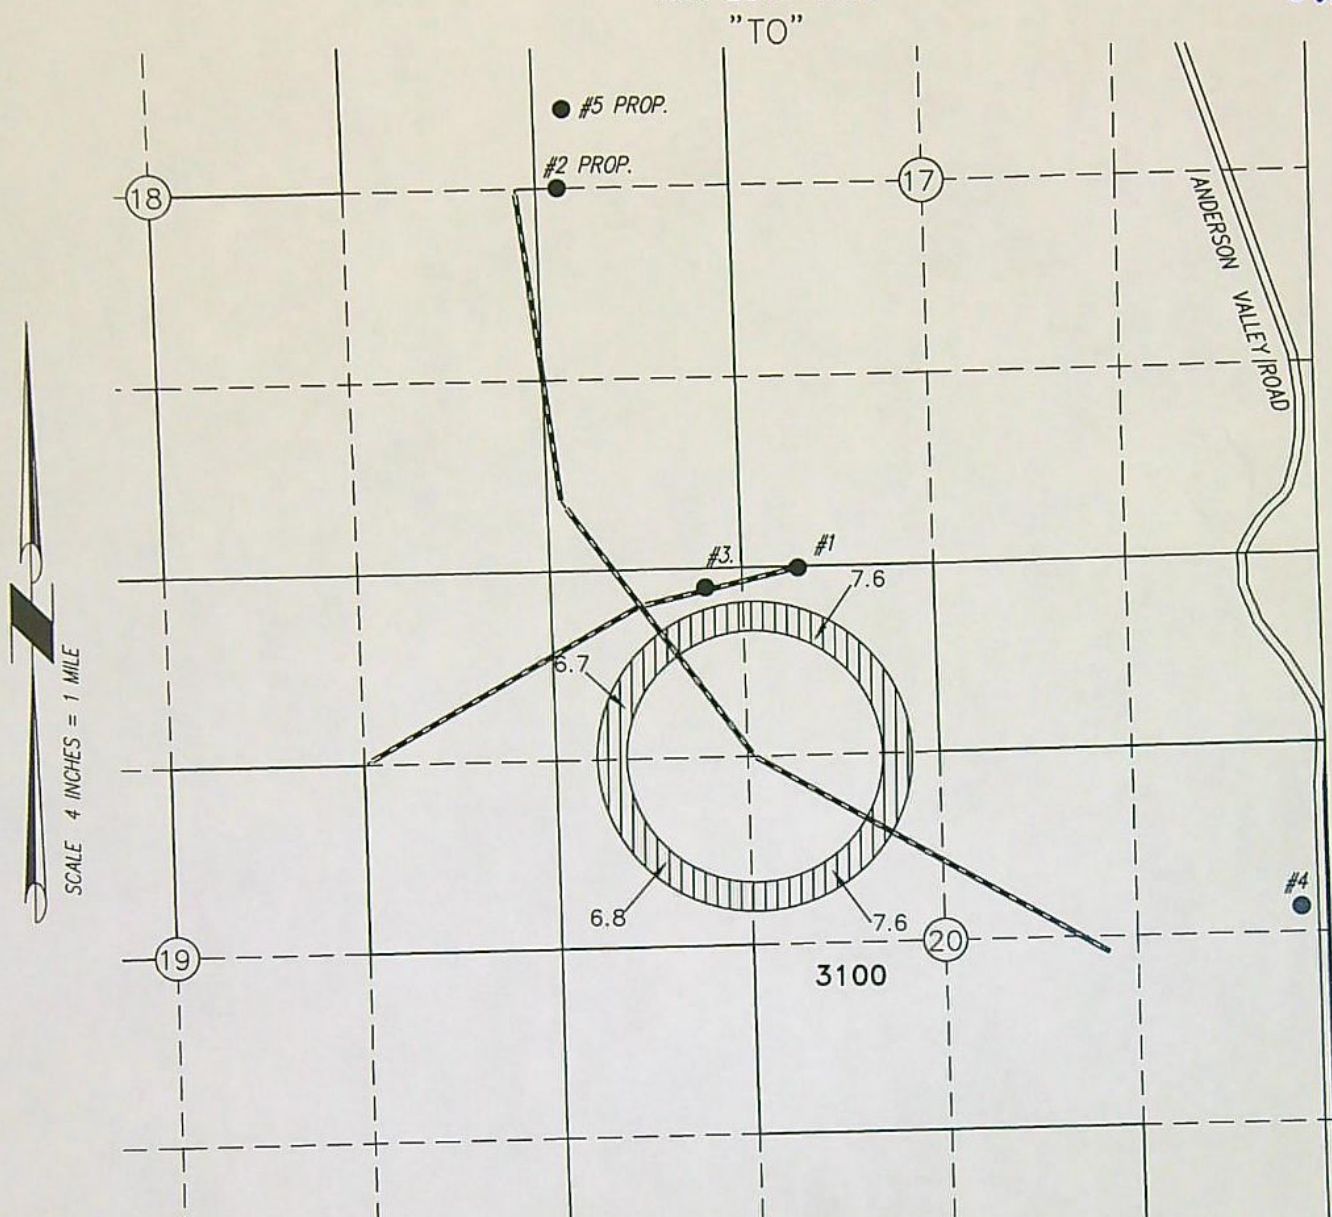 "TO"
#5 PROP.
#2 PROP.
18
17
ANDERSON VALLEY ROAD
#3.
#1
7.6
6.7
SCALE 4 INCHES = 1 MILE
#4
6.8
7.6
19
20
3100